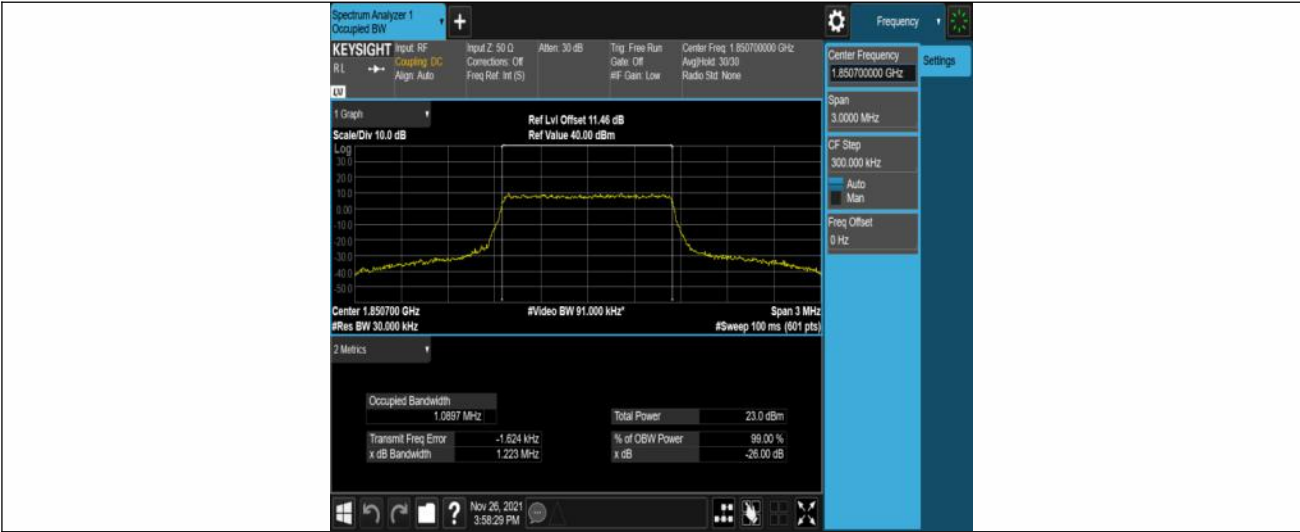 Spectrum Analyzer 1
Occupied BW
+
Frequency
KEYSIGHT
R L
LXI
Input: RF
Coupling: DC
Align: Auto
Input Z: 50 Ω
Corrections: Off
Freq Ref: Int (S)
Atten: 30 dB
Trig: Free Run
Gate: Off
#IF Gain: Low
Center Freq: 1.850700000 GHz
Avg|Hold: 30/30
Radio Std: None
Center Frequency
1.850700000 GHz
Settings
Span
3.0000 MHz
CF Step
300.000 kHz
Auto
Man
Freq Offset
0 Hz
1 Graph
Scale/Div 10.0 dB
Ref Lvl Offset 11.46 dB
Ref Value 40.00 dBm
Log
30.0
20.0
10.0
0.00
-10.0
-20.0
-30.0
-40.0
-50.0
Center 1.850700 GHz
#Video BW 91.000 kHz*
Span 3 MHz
#Res BW 30.000 kHz
#Sweep 100 ms (601 pts)
2 Metrics
Occupied Bandwidth
1.0897 MHz
Total Power 23.0 dBm
Transmit Freq Error -1.624 kHz
% of OBW Power 99.00 %
x dB Bandwidth 1.223 MHz
x dB -26.00 dB
?
Nov 26, 2021
3:58:29 PM